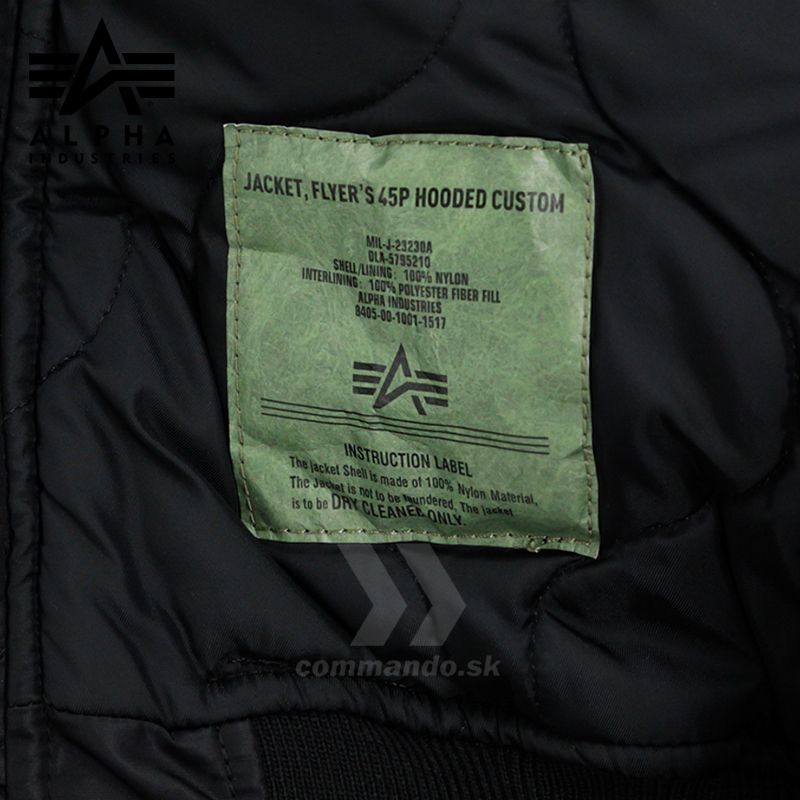 ALPHA
INDUSTRIES
JACKET, FLYER'S 45P HOODED CUSTOM
MIL-J-23230A
DLA-5795210
SHELL/LINING: 100% NYLON
INTERLINING: 100% POLYESTER FIBER FILL
ALPHA INDUSTRIES
8405-00-1001-1517
INSTRUCTION LABEL
The jacket Shell is made of 100% Nylon Material,
The Jacket is not to be laundered. The jacket
is to be DRY CLEANED ONLY.
commando.sk